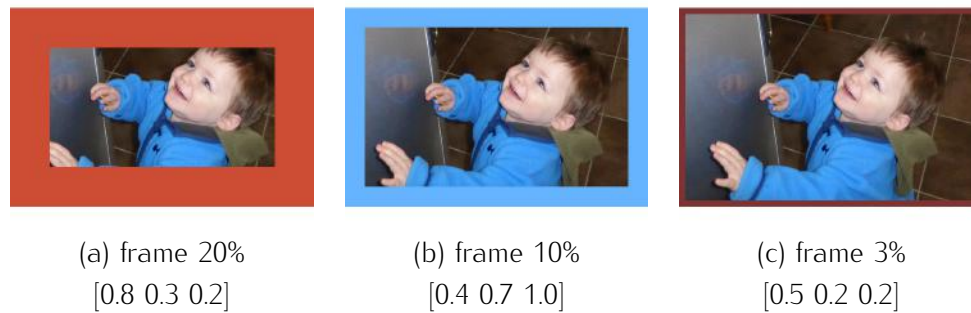 (a) frame 20%
[0.8 0.3 0.2]
(b) frame 10%
[0.4 0.7 1.0]
(c) frame 3%
[0.5 0.2 0.2]